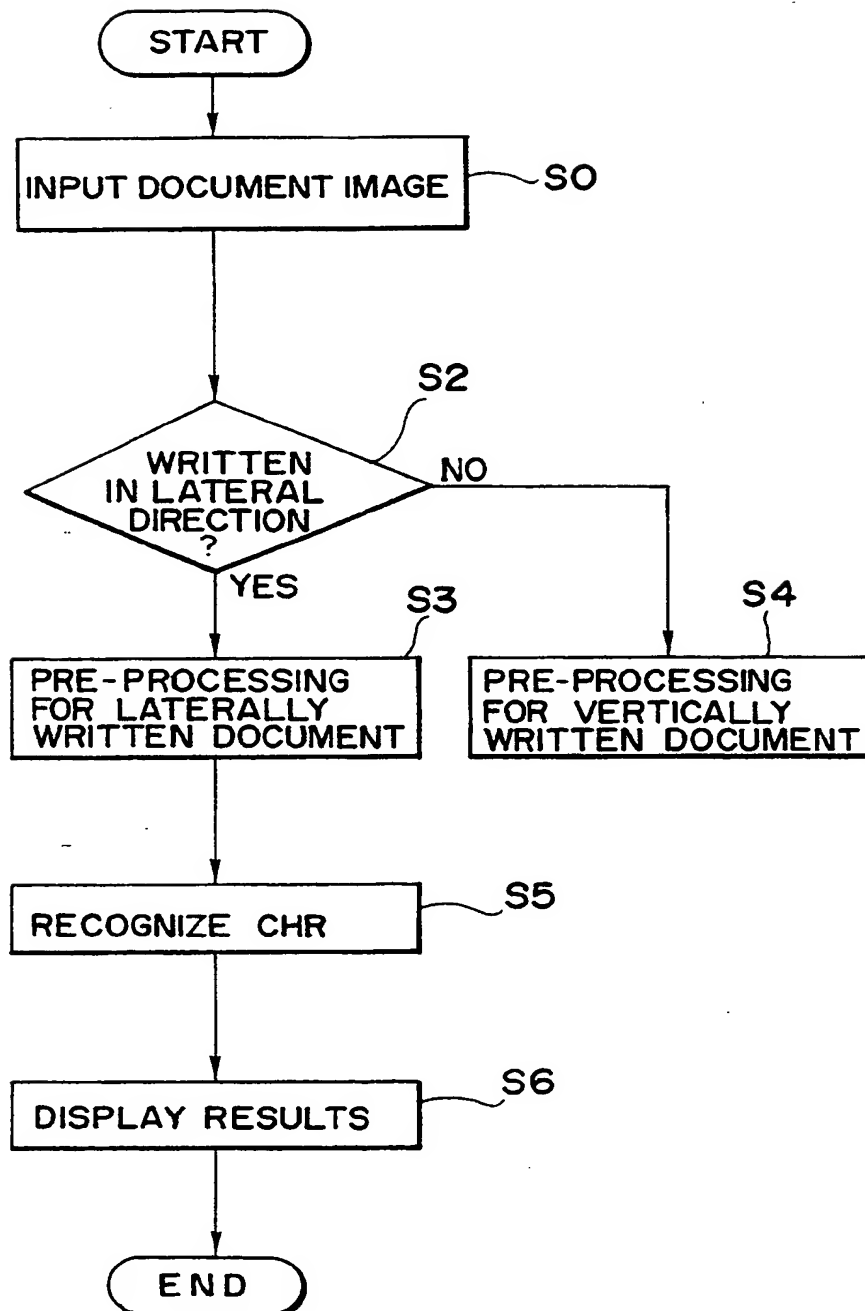 START
INPUT DOCUMENT IMAGE
S0
S2
WRITTEN
IN LATERAL
DIRECTION
?
NO
YES
S3
S4
PRE-PROCESSING
FOR LATERALLY
WRITTEN DOCUMENT
PRE-PROCESSING
FOR VERTICALLY
WRITTEN DOCUMENT
RECOGNIZE CHR
S5
DISPLAY RESULTS
S6
END